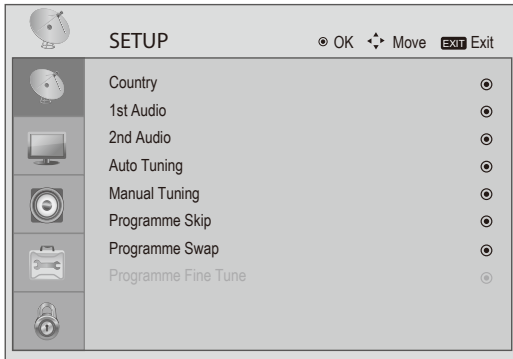 SETUP OK Move EXIT Exit
Country
1st Audio
2nd Audio
Auto Tuning
Manual Tuning
Programme Skip
Programme Swap
Programme Fine Tune